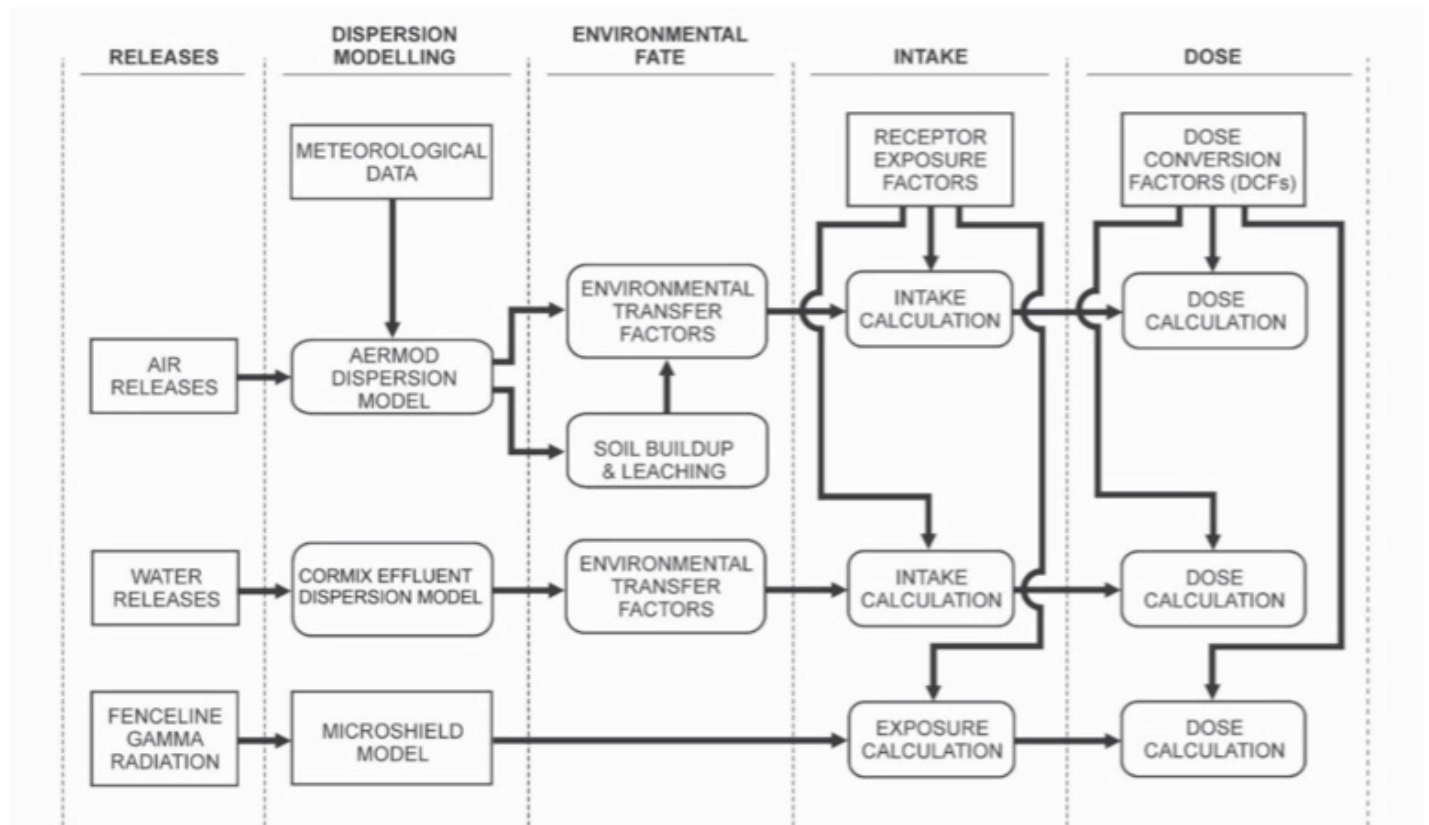 RELEASES
DISPERSION
MODELLING
ENVIRONMENTAL
FATE
INTAKE
DOSE
METEOROLOGICAL
DATA
RECEPTOR
EXPOSURE
FACTORS
DOSE
CONVERSION
FACTORS (DCFs)
AIR
RELEASES
AERMOD
DISPERSION
MODEL
ENVIRONMENTAL
TRANSFER
FACTORS
SOIL BUILDUP
& LEACHING
INTAKE
CALCULATION
DOSE
CALCULATION
WATER
RELEASES
CORMIX EFFLUENT
DISPERSION MODEL
ENVIRONMENTAL
TRANSFER
FACTORS
INTAKE
CALCULATION
DOSE
CALCULATION
FENCELINE
GAMMA
RADIATION
MICROSHIELD
MODEL
EXPOSURE
CALCULATION
DOSE
CALCULATION